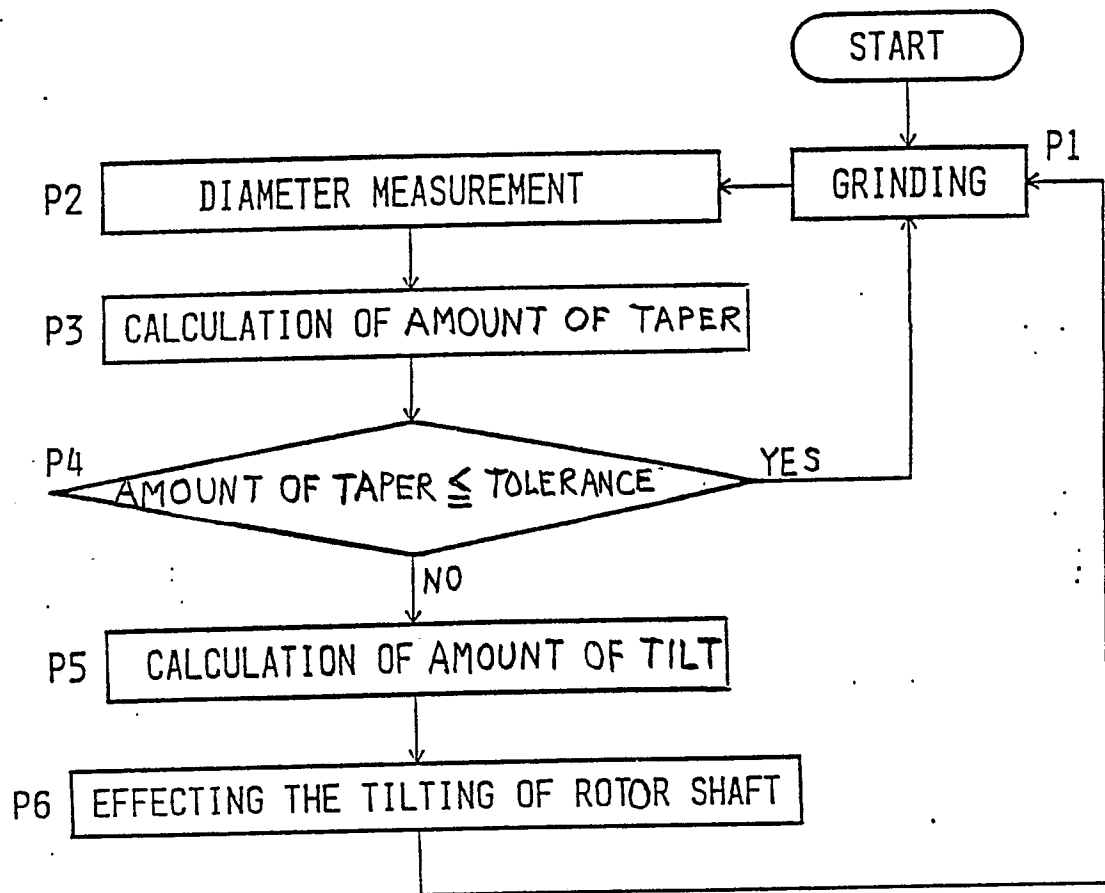 START
P1
GRINDING
P2
DIAMETER MEASUREMENT
P3
CALCULATION OF AMOUNT OF TAPER
P4
AMOUNT OF TAPER ≦ TOLERANCE
YES
NO
P5
CALCULATION OF AMOUNT OF TILT
P6
EFFECTING THE TILTING OF ROTOR SHAFT